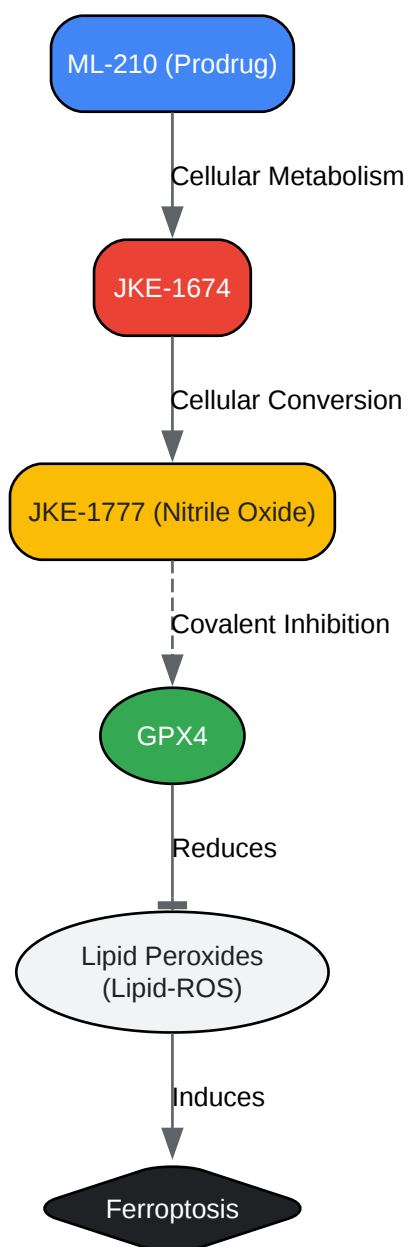 ML-210 (Prodrug)
Cellular Metabolism
JKE-1674
Cellular Conversion
JKE-1777 (Nitrile Oxide)
Covalent Inhibition
GPX4
Reduces
Lipid Peroxides
(Lipid-ROS)
Induces
Ferroptosis